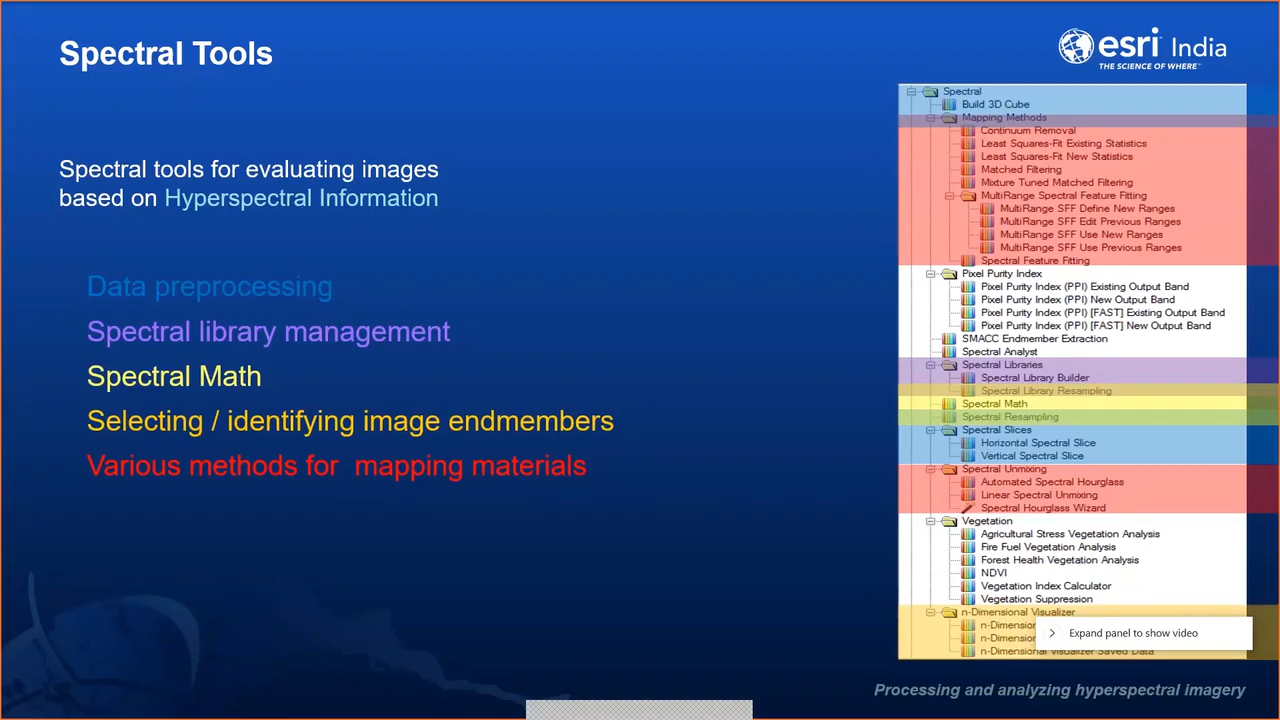 Spectral Tools
esri India
THE SCIENCE OF WHERE™
Spectral tools for evaluating images
based on Hyperspectral Information
Data preprocessing
Spectral library management
Spectral Math
Selecting / identifying image endmembers
Various methods for mapping materials
Spectral
Build 3D Cube
Mapping Methods
Continuum Removal
Least Squares-Fit Existing Statistics
Least Squares-Fit New Statistics
Matched Filtering
Mixture Tuned Matched Filtering
MultiRange Spectral Feature Fitting
MultiRange SFF Define New Ranges
MultiRange SFF Edit Previous Ranges
MultiRange SFF Use New Ranges
MultiRange SFF Use Previous Ranges
Spectral Feature Fitting
Pixel Purity Index
Pixel Purity Index (PPI) Existing Output Band
Pixel Purity Index (PPI) New Output Band
Pixel Purity Index (PPI) [FAST] Existing Output Band
Pixel Purity Index (PPI) [FAST] New Output Band
SMACC Endmember Extraction
Spectral Analyst
Spectral Libraries
Spectral Library Builder
Spectral Library Resampling
Spectral Math
Spectral Resampling
Spectral Slices
Horizontal Spectral Slice
Vertical Spectral Slice
Spectral Unmixing
Automated Spectral Hourglass
Linear Spectral Unmixing
Spectral Hourglass Wizard
Vegetation
Agricultural Stress Vegetation Analysis
Fire Fuel Vegetation Analysis
Forest Health Vegetation Analysis
NDVI
Vegetation Index Calculator
Vegetation Suppression
n-Dimensional Visualizer
n-Dimension
n-Dimension
n-Dimensional Visualizer Saved Data
Expand panel to show video
Processing and analyzing hyperspectral imagery